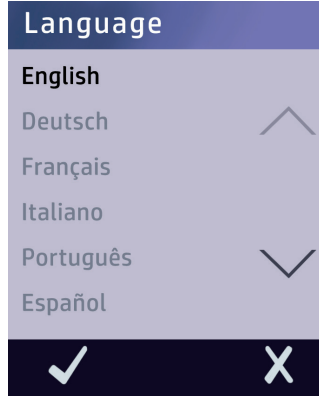 Language
English
Deutsch
Français
Italiano
Português
Español